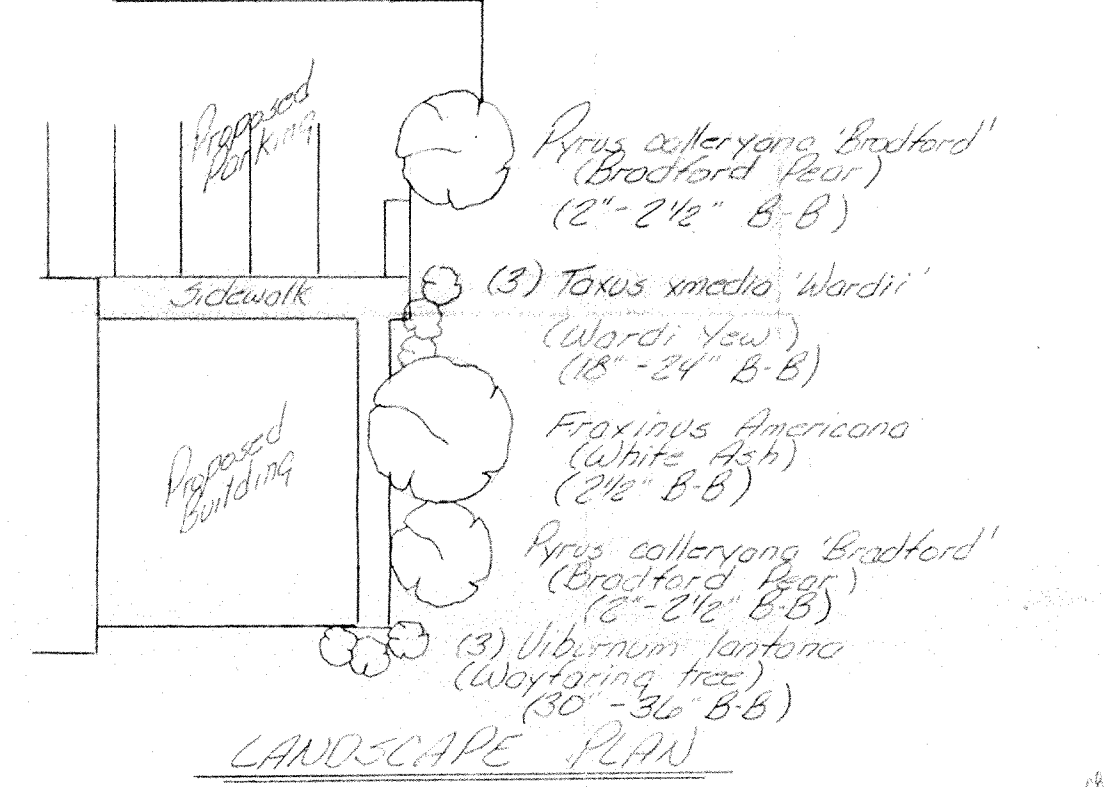 Proposed
Parking
Pyrus calleryana 'Bradford'
(Bradford Pear)
(2"-2½" B-B)
Sidewalk
(3) Taxus xmedia 'Wardii'
(Wardi Yew)
(18"-24" B-B)
Proposed
Building
Fraxinus Americana
(White Ash)
(2½" B-B)
Pyrus calleryana 'Bradford'
(Bradford Pear)
(2"-2½" B-B)
(3) Viburnum lantana
(Wayfaring tree)
(30"-36" B-B)
LANDSCAPE PLAN